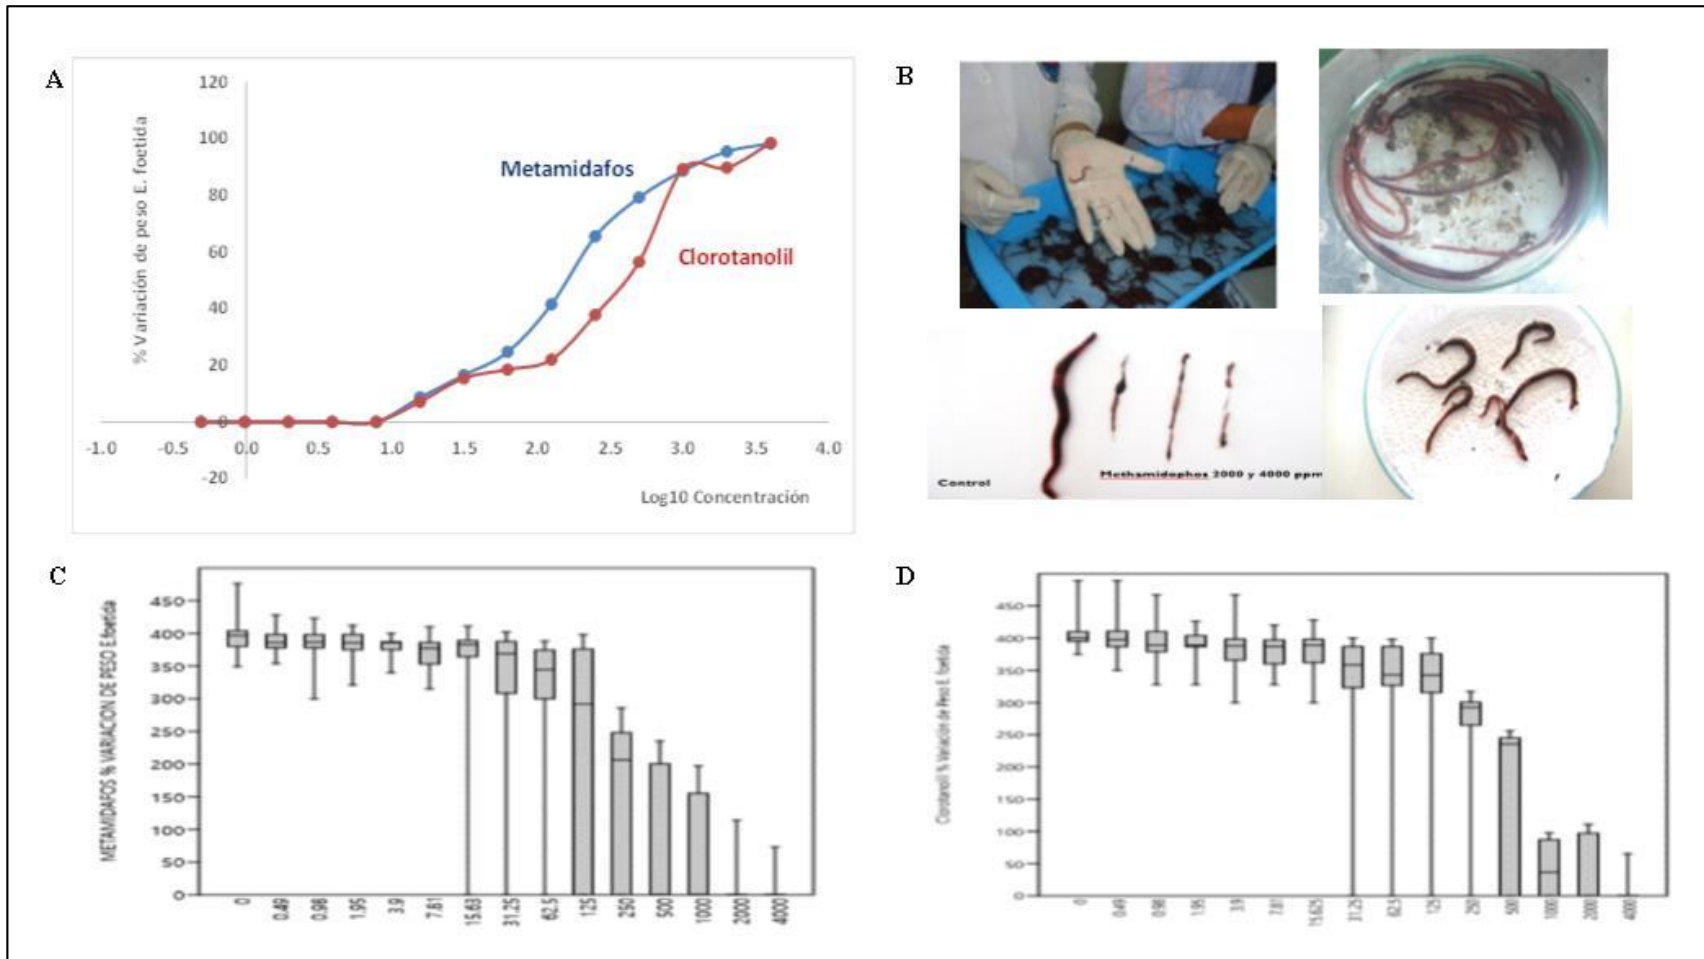 A
% Variación de peso E. foetida
120
100
80
60
40
20
0
-20
-1.0 -0.5 0.0 0.5 1.0 1.5 2.0 2.5 3.0 3.5 4.0
Metamidafos
Clorotanolil
Log10 Concentración
B
Control
Methamidophos 2000 y 4000 ppm
C
METAMIDAFOS % VARIACION DE PESO E.foetida
450
400
350
300
250
200
150
100
50
0
0 0.49 0.98 1.95 3.9 7.81 15.63 31.25 62.5 125 250 500 1000 2000 4000
D
Clorotanolil % Variación de Peso E. foetida
450
400
350
300
250
200
150
100
50
0
0 0.49 0.98 1.95 3.9 7.81 15.625 31.25 62.5 125 250 500 1000 2000 4000